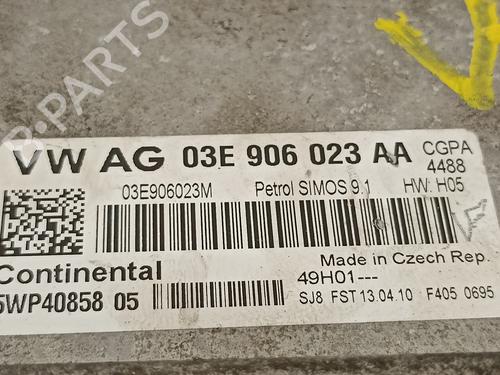 B-PARTS
VW AG 03E 906 023 AA CGPA
4488
03E906023M Petrol SIMOS 9.1 HW: H05
Made in Czech Rep.
Continental 49H01---
5WP40858 05 SJ8 FST 13.04.10 F405 0695